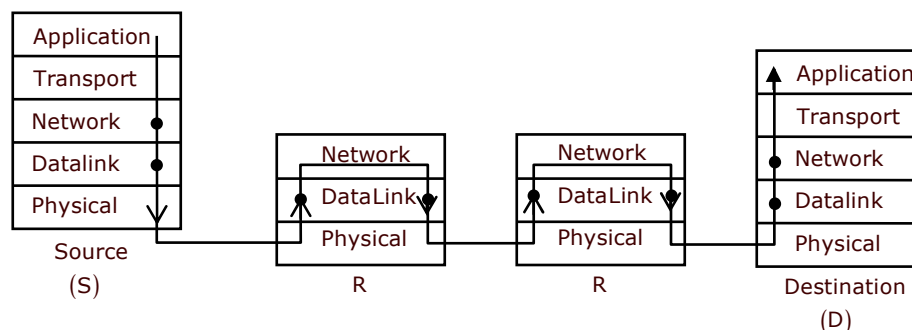 Application
Transport
Network
Datalink
Physical
Source
(S)
Network
DataLink
Physical
R
Network
DataLink
Physical
R
Application
Transport
Network
Datalink
Physical
Destination
(D)